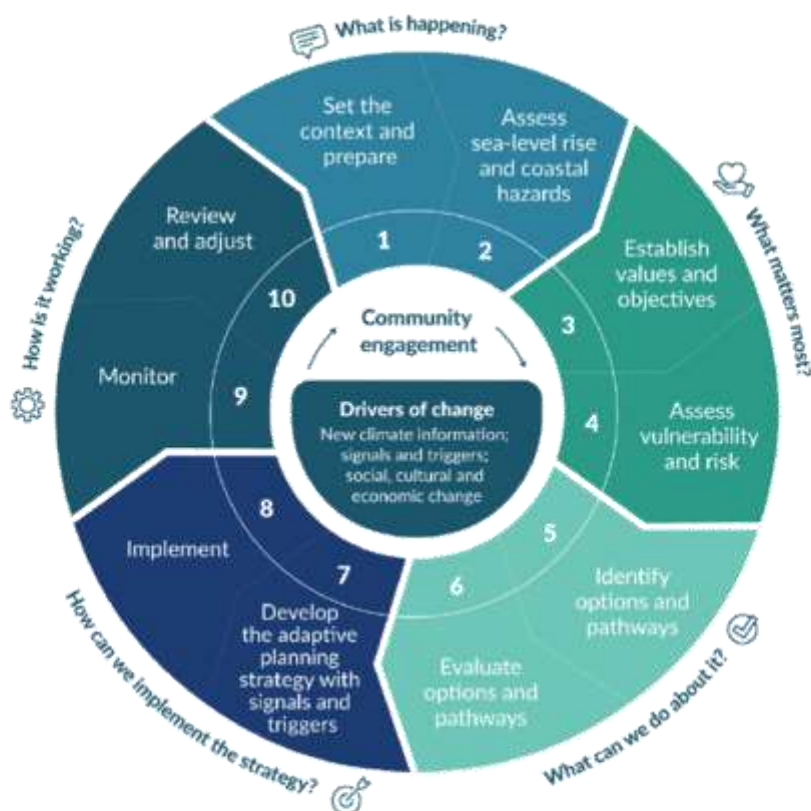 What is happening?
Set the
context and
prepare
1
Assess
sea-level rise
and coastal
hazards
2
What matters most?
Establish
values and
objectives
3
Assess
vulnerability
and risk
4
What can we do about it?
Identify
options and
pathways
5
Evaluate
options and
pathways
6
How can we implement the strategy?
Develop
the adaptive
planning
strategy with
signals and
triggers
7
Implement
8
How is it working?
Monitor
9
Review
and adjust
10
Community
engagement
Drivers of change
New climate information;
signals and triggers;
social, cultural and
economic change